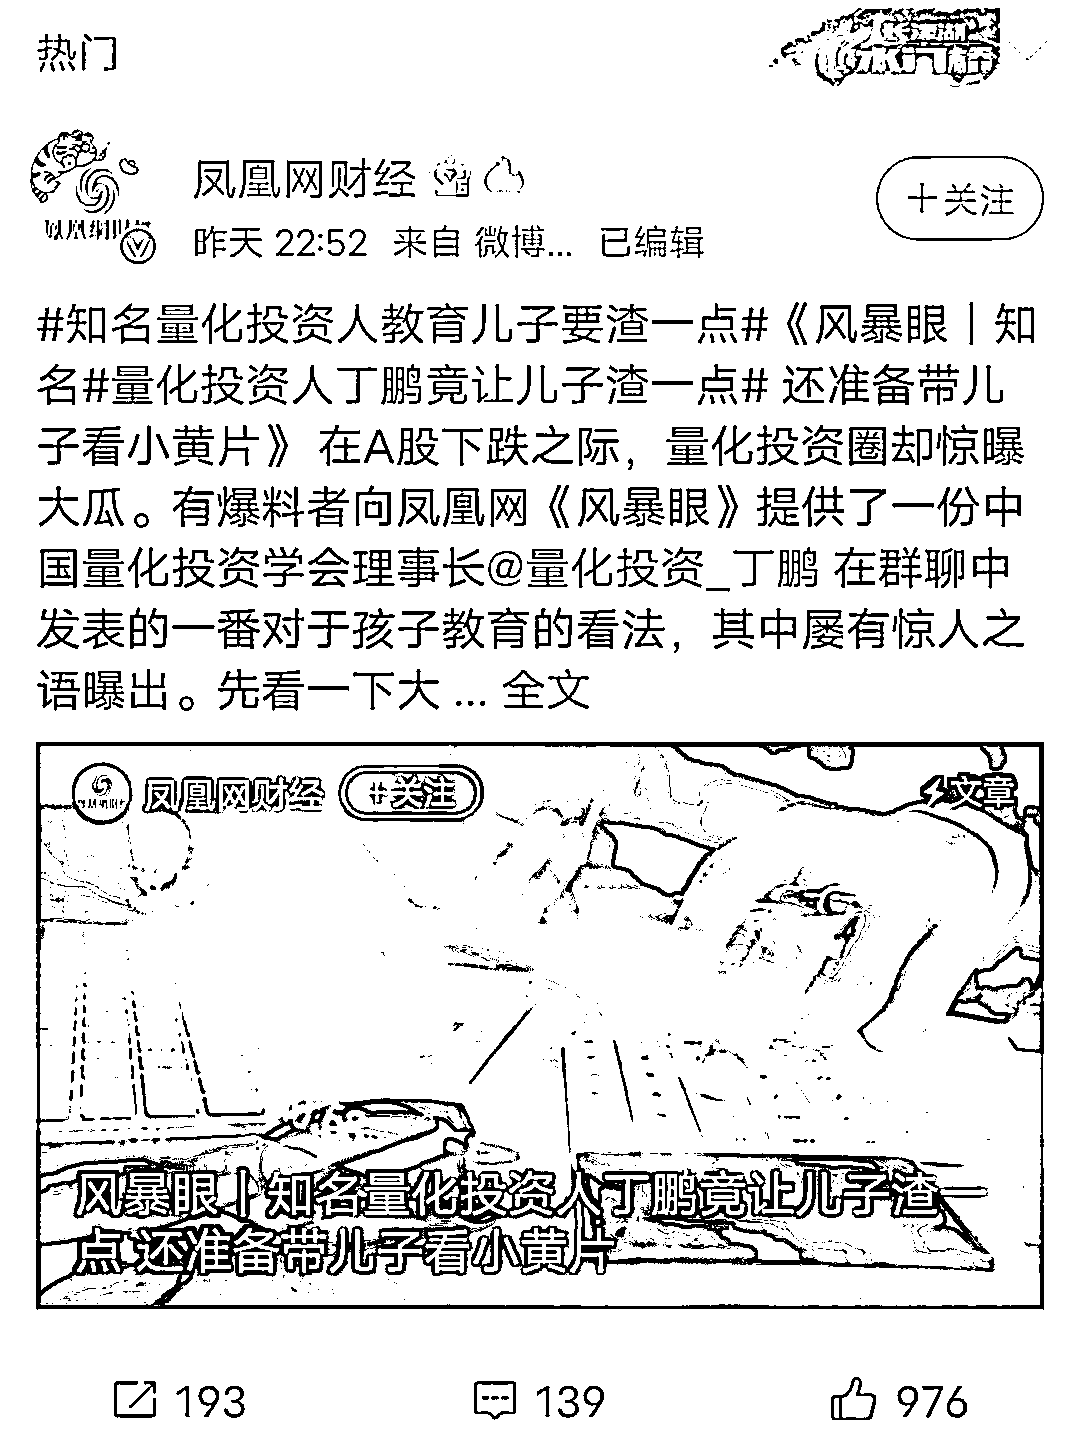 热门
凤凰网财经
+关注
昨天 22:52 来自 微博... 已编辑
#知名量化投资人教育儿子要渣一点#《风暴眼丨知
名#量化投资人丁鹏竟让儿子渣一点# 还准备带儿
子看小黄片》 在A股下跌之际，量化投资圈却惊曝
大瓜。有爆料者向凤凰网《风暴眼》提供了一份中
国量化投资学会理事长@量化投资_丁鹏 在群聊中
发表的一番对于孩子教育的看法，其中屡有惊人之
语曝出。先看一下大 ... 全文
凤凰网财经 +关注
文章
风暴眼丨知名量化投资人丁鹏竟让儿子渣一
点 还准备带儿子看小黄片
193 139 976